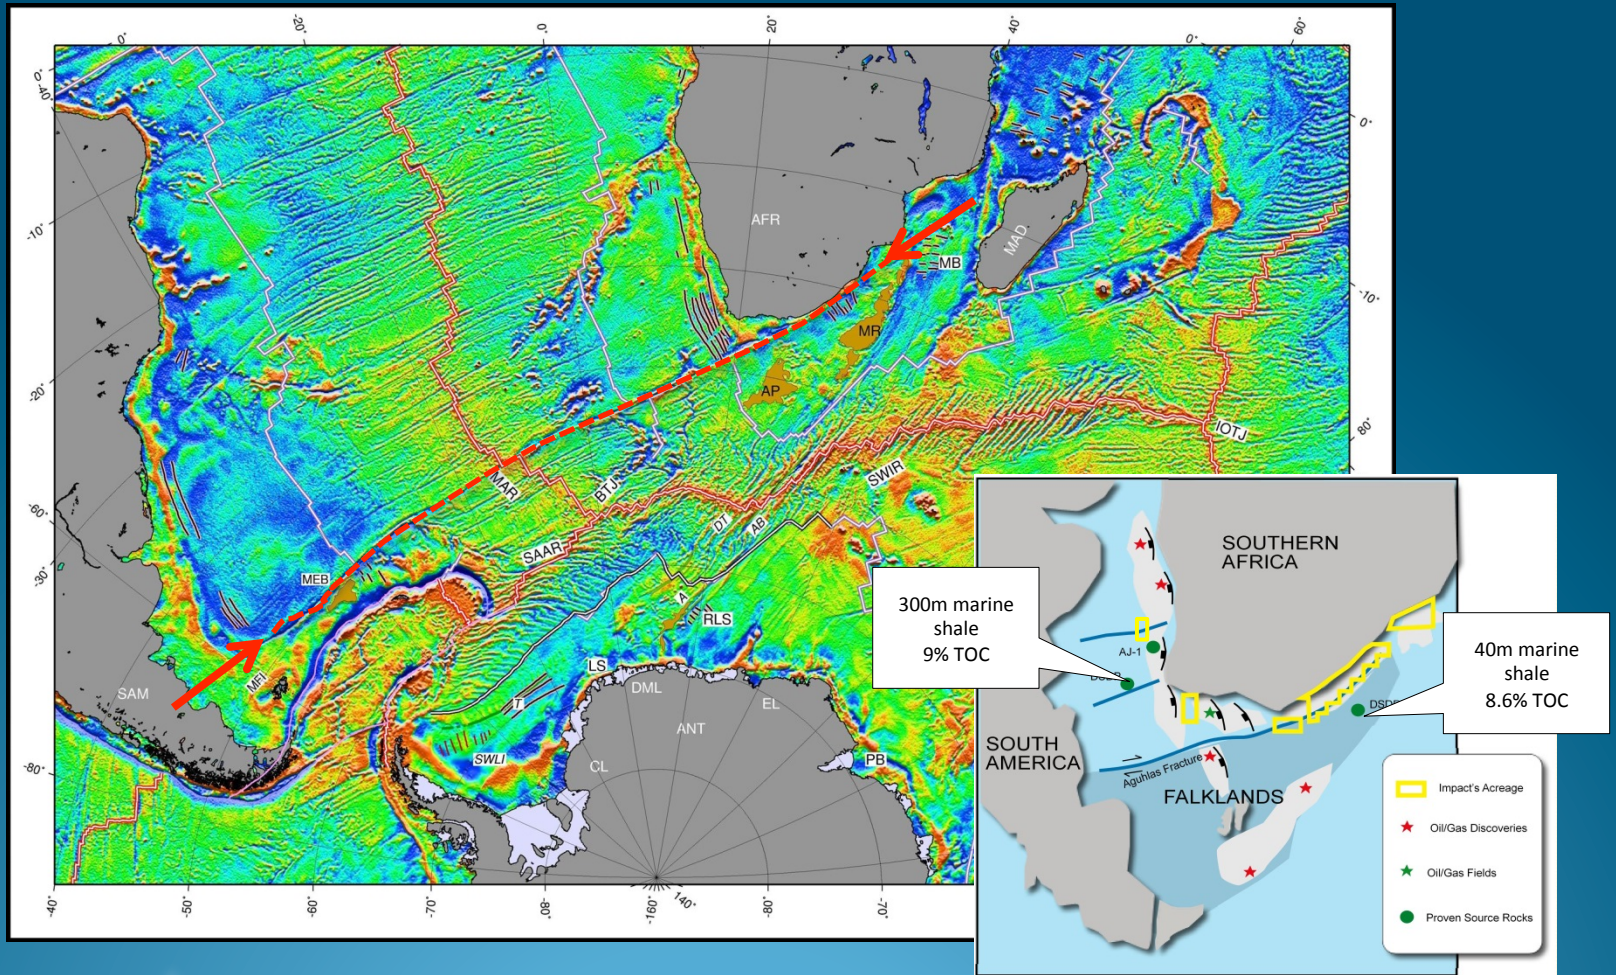 -20°
0°
20°
40°
60°
0°
0°
-40°
0°
0°
-10°
-10°
-20°
-60°
80°
-30°
-80°
AFR
MAD
MB
MR
AP
IOTJ
MAR
BTJ
SWIR
DT
AB
SAAR
MEB
A
RLS
MFI
SAM
LS
DML
EL
T
ANT
SWLI
CL
PB
-40°
-50°
-60°
-70°
-80°
-160°
140°
-80°
-70°
SOUTHERN
AFRICA
300m marine
shale
9% TOC
AJ-1
40m marine
shale
8.6% TOC
SOUTH
AMERICA
Aguhlas Fracture
FALKLANDS
Impact's Acreage
Oil/Gas Discoveries
Oil/Gas Fields
Proven Source Rocks